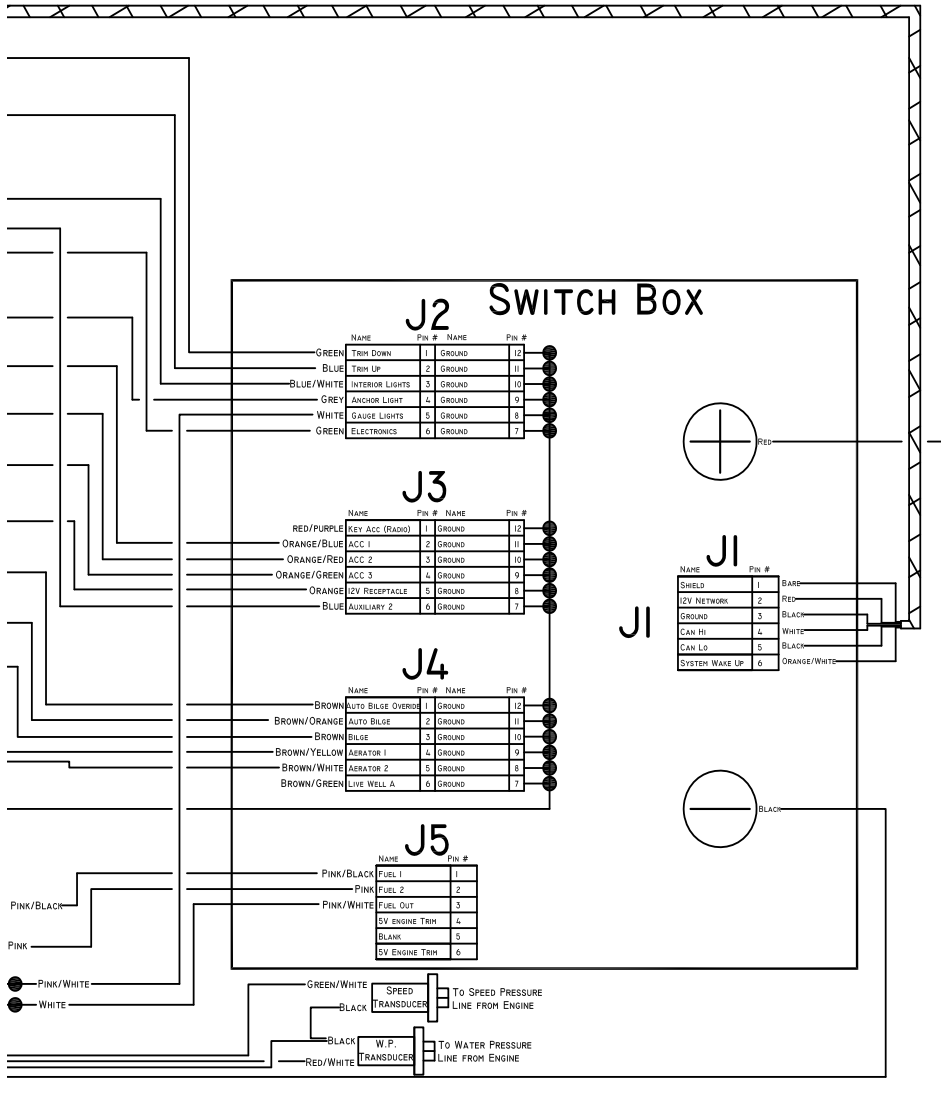 Switch Box
J2
Name Pin # Name Pin #
GREEN Trim Down 1 Ground 12
BLUE Trim Up 2 Ground 11
BLUE/WHITE Interior Lights 3 Ground 10
GREY Anchor Light 4 Ground 9
WHITE Gauge Lights 5 Ground 8
GREEN Electronics 6 Ground 7
Red
J3
Name Pin # Name Pin #
RED/PURPLE Key Acc (Radio) 1 Ground 12
ORANGE/BLUE ACC 1 2 Ground 11
ORANGE/RED ACC 2 3 Ground 10
ORANGE/GREEN ACC 3 4 Ground 9
ORANGE 12V Receptacle 5 Ground 8
BLUE Auxiliary 2 6 Ground 7
J1
Name Pin #
Shield 1 Bare
12V Network 2 Red
Ground 3 Black
Can Hi 4 White
Can Lo 5 Black
System Wake Up 6 Orange/White
J1
J4
Name Pin # Name Pin #
BROWN Auto Bilge Overide 1 Ground 12
BROWN/ORANGE Auto Bilge 2 Ground 11
BROWN Bilge 3 Ground 10
BROWN/YELLOW Aerator 1 4 Ground 9
BROWN/WHITE Aerator 2 5 Ground 8
BROWN/GREEN Live Well A 6 Ground 7
Black
J5
Name Pin #
PINK/BLACK Fuel 1 1
PINK Fuel 2 2
PINK/WHITE Fuel Out 3
5V engine Trim 4
Blank 5
5V Engine Trim 6
PINK/BLACK
PINK
PINK/WHITE
WHITE
GREEN/WHITE
BLACK
Speed
Transducer
To Speed Pressure
Line from Engine
BLACK
RED/WHITE
W.P.
Transducer
To Water Pressure
Line from Engine